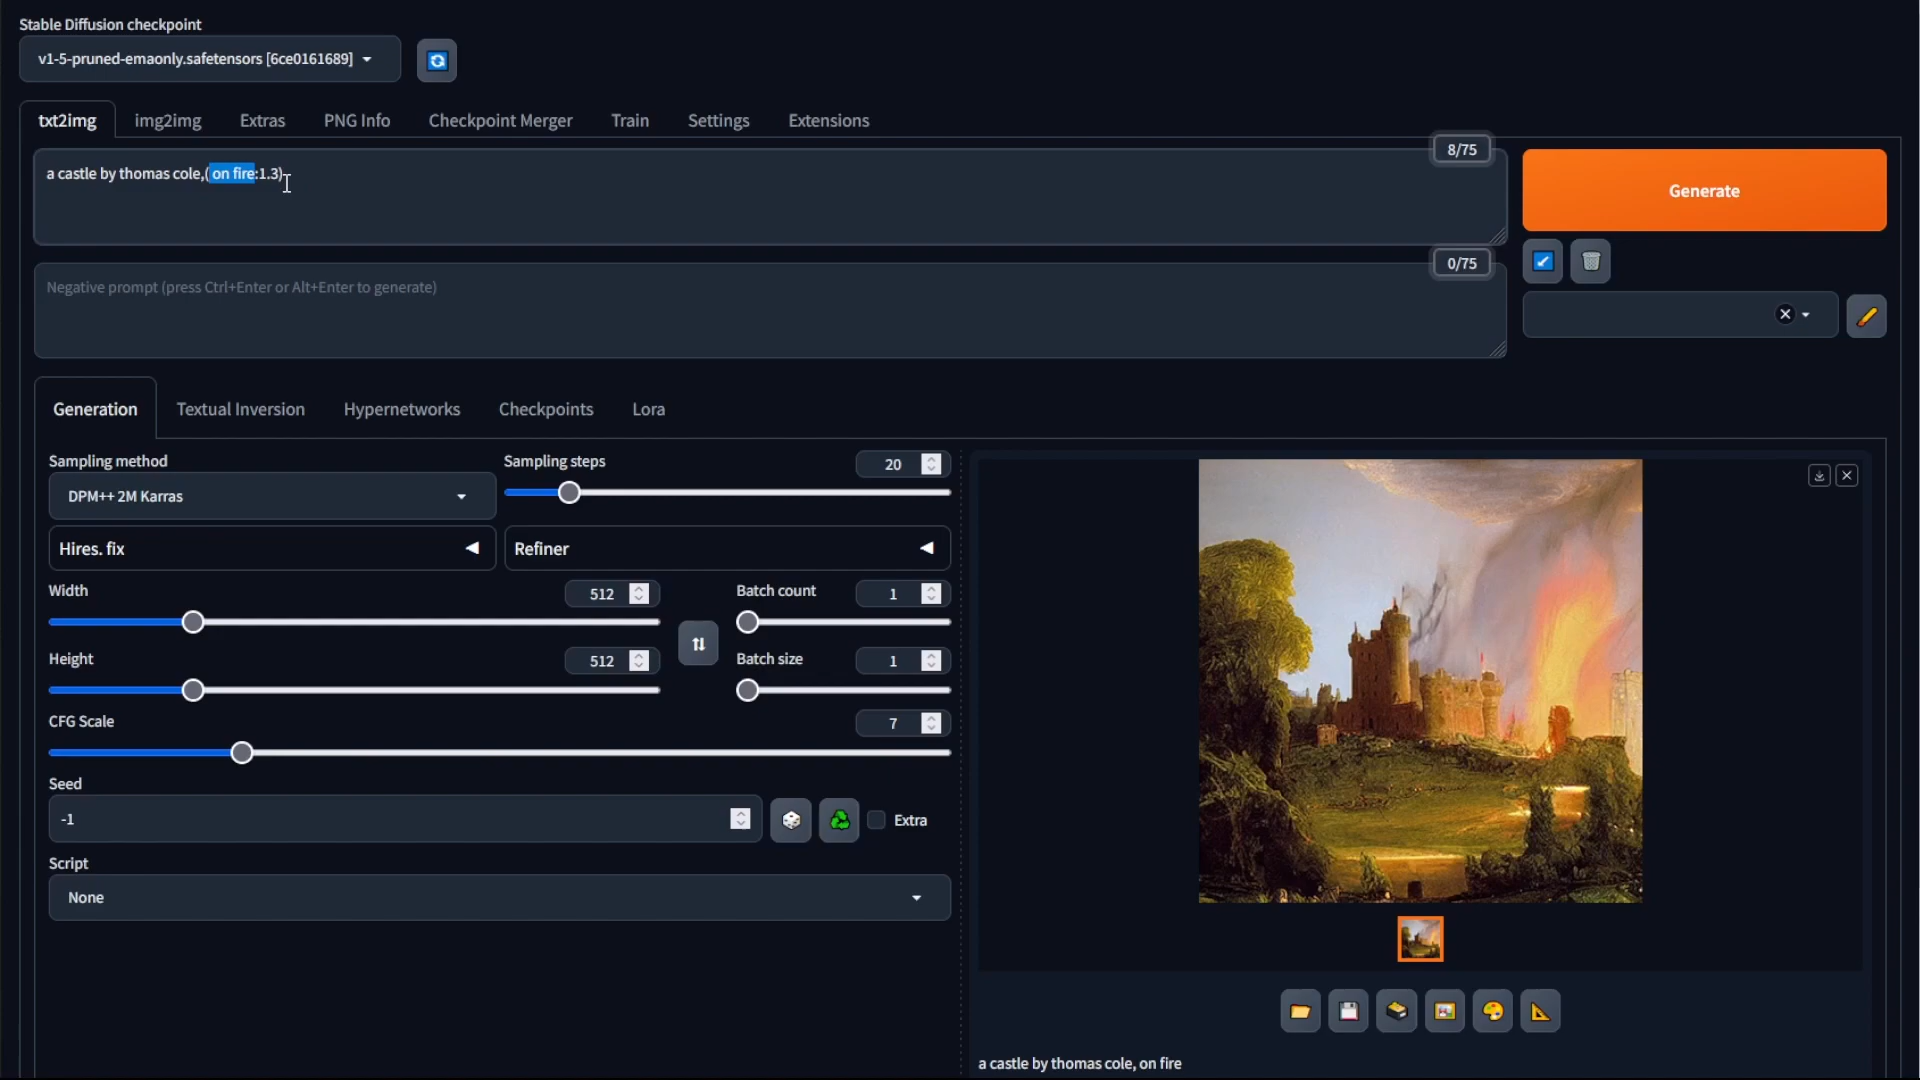 Stable Diffusion checkpoint
v1-5-pruned-emaonly.safetensors [6ce0161689]
txt2img
img2img
Extras
PNG Info
Checkpoint Merger
Train
Settings
Extensions
8/75
a castle by thomas cole,( on fire:1.3)
Generate
0/75
Negative prompt (press Ctrl+Enter or Alt+Enter to generate)
Generation
Textual Inversion
Hypernetworks
Checkpoints
Lora
Sampling method
DPM++ 2M Karras
Sampling steps
20
Hires. fix
Refiner
Width
512
Batch count
1
Height
512
Batch size
1
CFG Scale
7
Seed
-1
Extra
Script
None
a castle by thomas cole, on fire